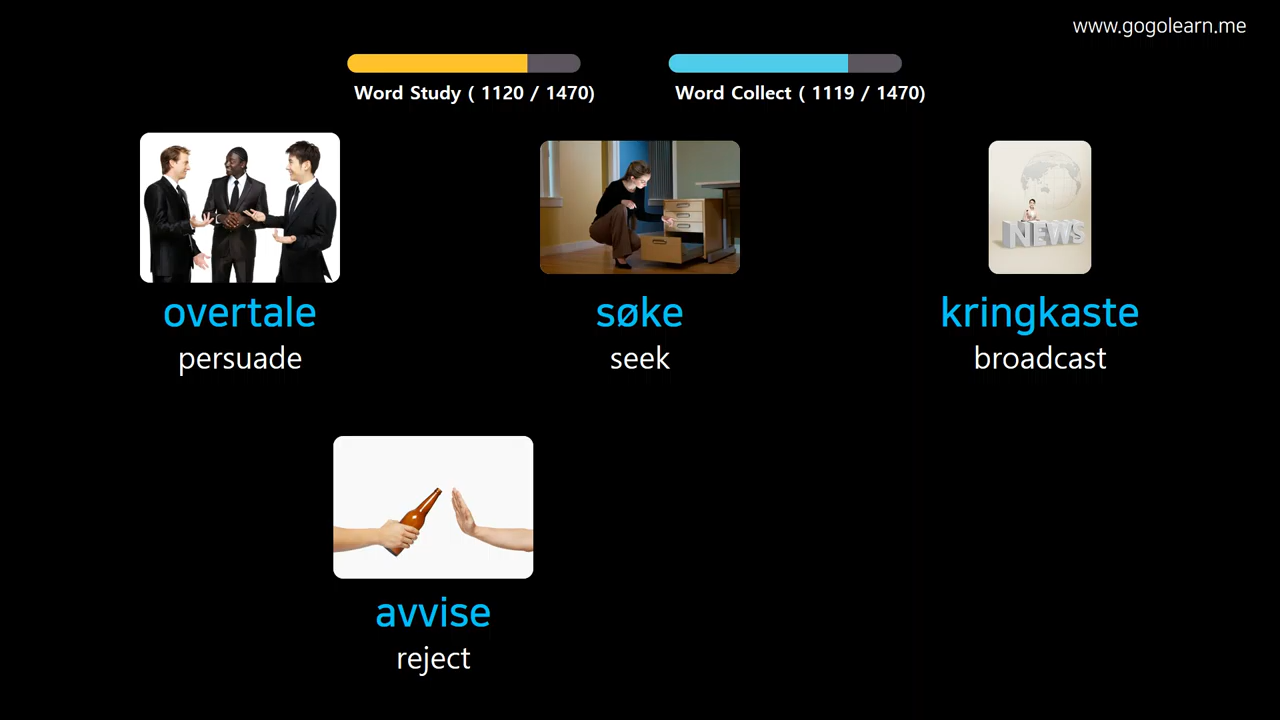 www.gogolearn.me
Word Study ( 1120 / 1470)
Word Collect ( 1119 / 1470)
NEWS
overtale
persuade
søke
seek
kringkaste
broadcast
avvise
reject